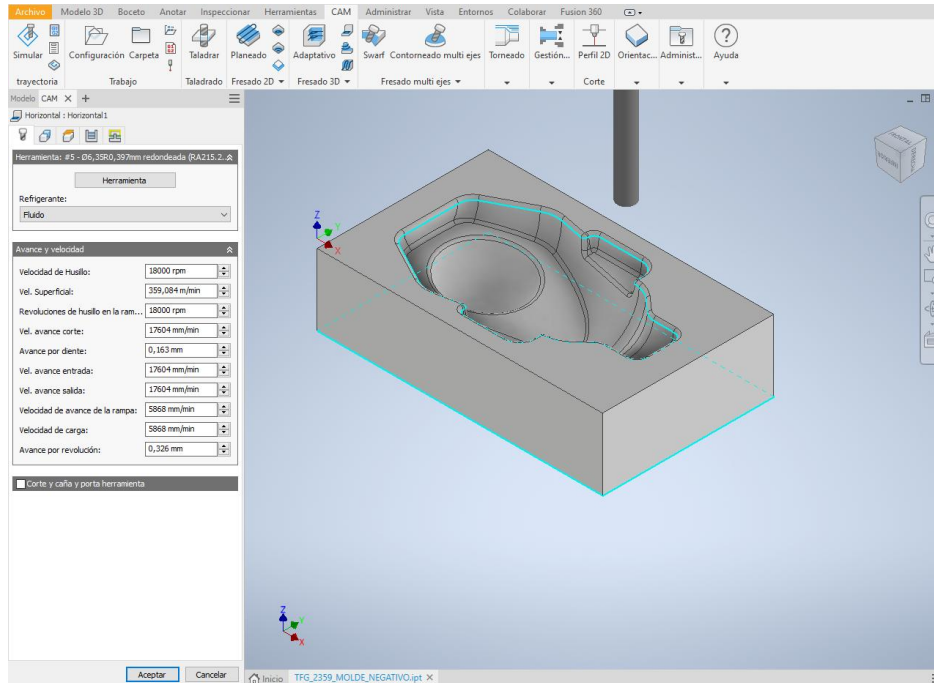 Archivo Modelo 3D Boceto Anotar Inspeccionar Herramientas CAM Administrar Vista Entornos Colaborar Fusion 360
Simular Configuración Carpeta Taladrar Planeado Adaptativo Swarf Contorneado multi ejes Torneado Gestión... Perfil 2D Orientac... Administ... Ayuda
trayectoria Trabajo Taladrado Fresado 2D Fresado 3D Fresado multi ejes Corte
Modelo CAM × +
Horizontal : Horizontal1
Herramienta: #5 - Ø6,35R0,397mm redondeada (RA215.2...
Herramienta
Refrigerante:
Fluido
Avance y velocidad
Velocidad de Husillo: 18000 rpm
Vel. Superficial: 359,084 m/min
Revoluciones de husillo en la ram... 18000 rpm
Vel. avance corte: 17604 mm/min
Avance por diente: 0,163 mm
Vel. avance entrada: 17604 mm/min
Vel. avance salida: 17604 mm/min
Velocidad de avance de la rampa: 5868 mm/min
Velocidad de carga: 5868 mm/min
Avance por revolución: 0,326 mm
Corte y caña y porta herramienta
Z
Y
X
Z
Y
X
Aceptar Cancelar
Inicio TFG_2359_MOLDE_NEGATIVO.ipt ×